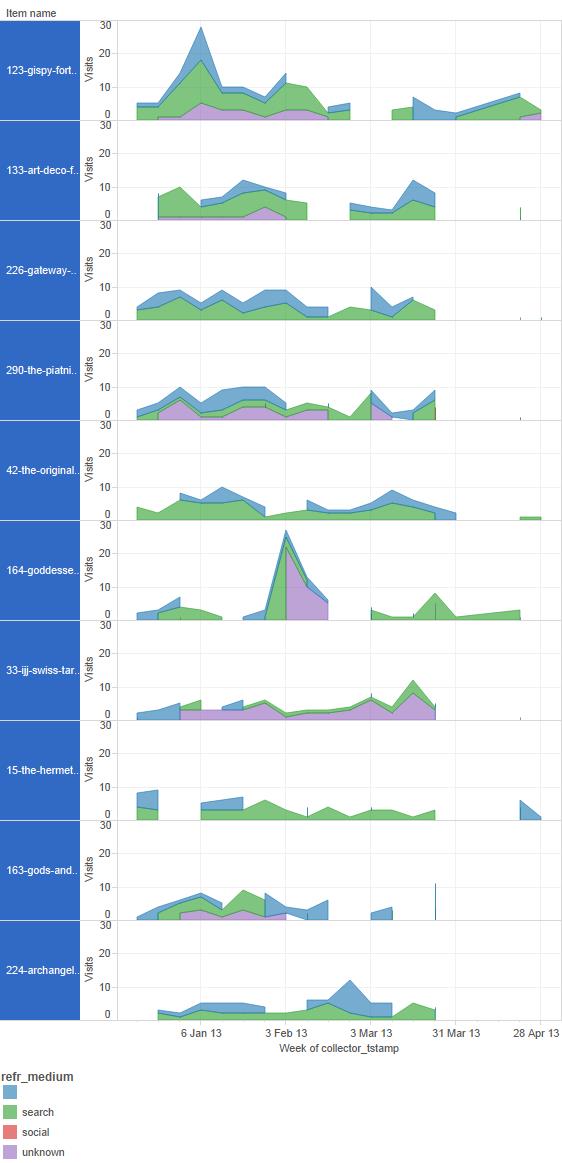 Item name
123-gispy-fort..
Visits
30
20
10
0
133-art-deco-f..
Visits
30
20
10
0
226-gateway-..
Visits
30
20
10
0
290-the-piatni..
Visits
30
20
10
0
42-the-original..
Visits
30
20
10
0
164-goddesse..
Visits
30
20
10
0
33-ijj-swiss-tar..
Visits
30
20
10
0
15-the-hermet..
Visits
30
20
10
0
163-gods-and..
Visits
30
20
10
0
224-archangel..
Visits
30
20
10
0
6 Jan 13 3 Feb 13 3 Mar 13 31 Mar 13 28 Apr 13
Week of collector_tstamp
refr_medium
search
social
unknown